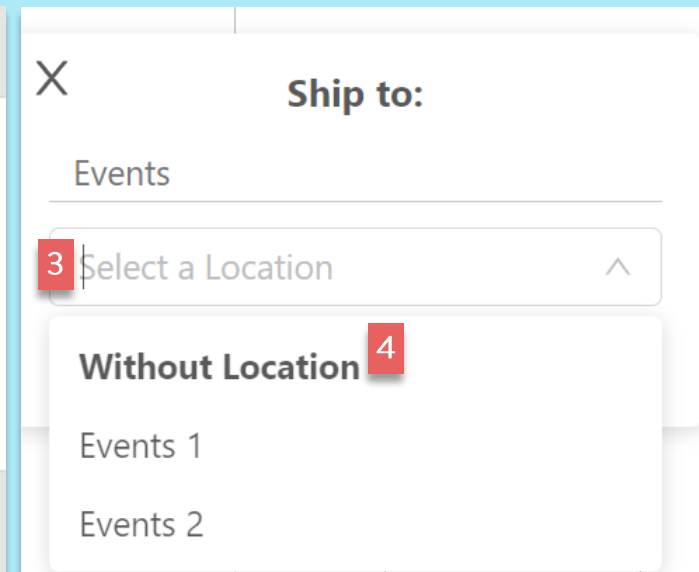 X
Ship to:
Events
3 Select a Location
Without Location 4
Events 1
Events 2